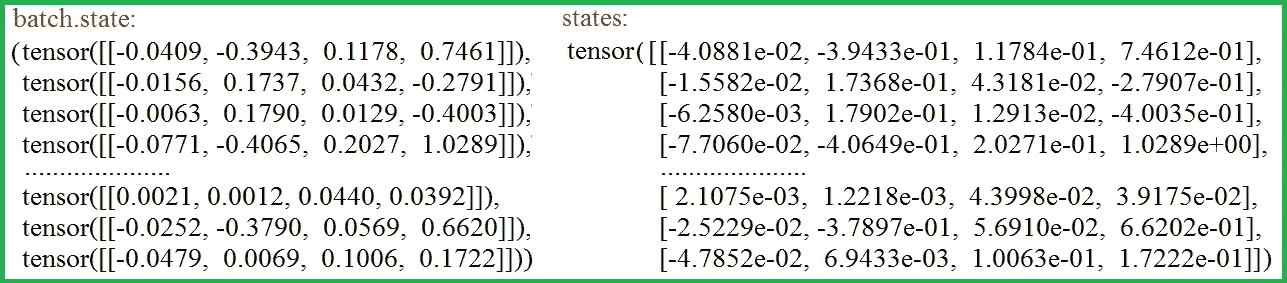 batch.state:
(tensor([[-0.0409, -0.3943, 0.1178, 0.7461]]),
tensor([[-0.0156, 0.1737, 0.0432, -0.2791]]),
tensor([[-0.0063, 0.1790, 0.0129, -0.4003]]),
tensor([[-0.0771, -0.4065, 0.2027, 1.0289]]),
.....................
tensor([[0.0021, 0.0012, 0.0440, 0.0392]]),
tensor([[-0.0252, -0.3790, 0.0569, 0.6620]]),
tensor([[-0.0479, 0.0069, 0.1006, 0.1722]]))
states:
tensor([[-4.0881e-02, -3.9433e-01, 1.1784e-01, 7.4612e-01],
[-1.5582e-02, 1.7368e-01, 4.3181e-02, -2.7907e-01],
[-6.2580e-03, 1.7902e-01, 1.2913e-02, -4.0035e-01],
[-7.7060e-02, -4.0649e-01, 2.0271e-01, 1.0289e+00],
.....................
[ 2.1075e-03, 1.2218e-03, 4.3998e-02, 3.9175e-02],
[-2.5229e-02, -3.7897e-01, 5.6910e-02, 6.6201e-01],
[-4.7852e-02, 6.9433e-03, 1.0063e-01, 1.7222e-01]])